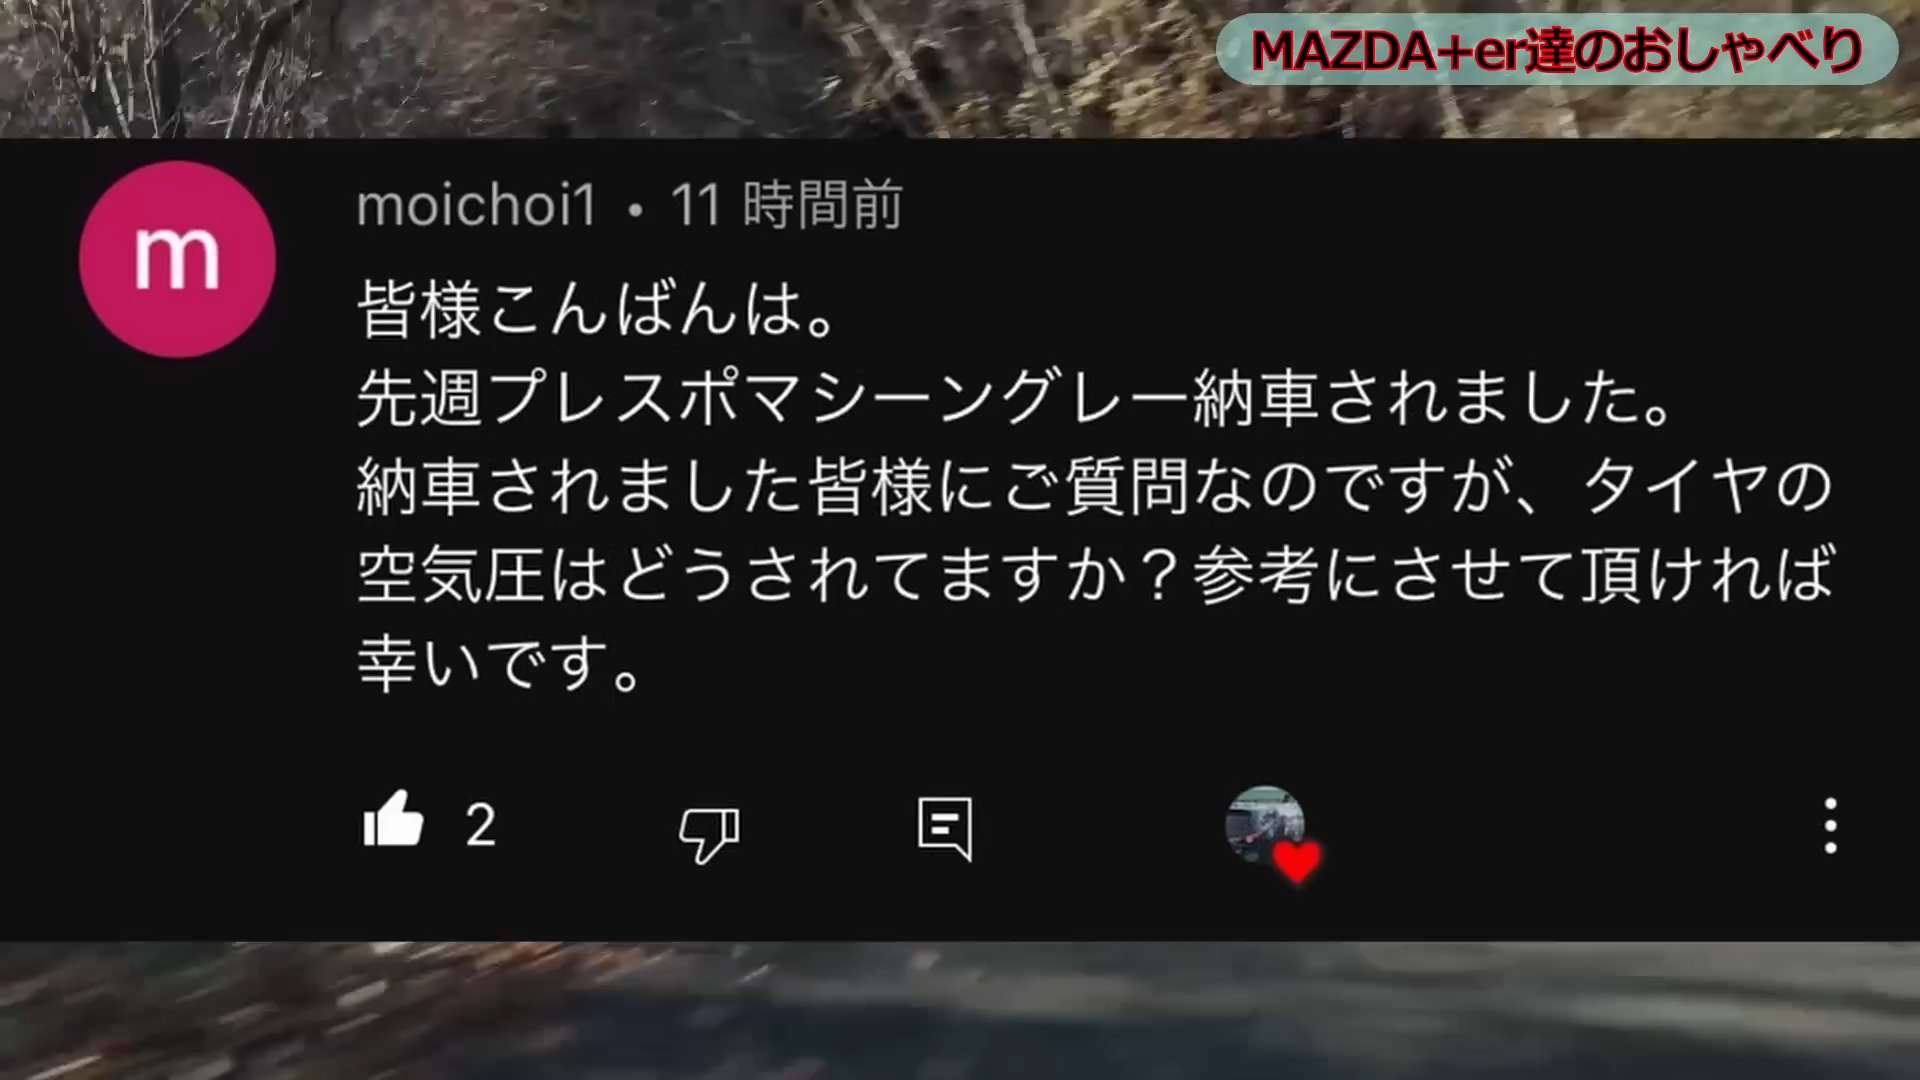 MAZDA+er達のおしゃべり
m
moichoi1・11 時間前
皆様こんばんは。
先週プレスポマシーングレー納車されました。
納車されました皆様にご質問なのですが、タイヤの
空気圧はどうされてますか？参考にさせて頂ければ
幸いです。
2